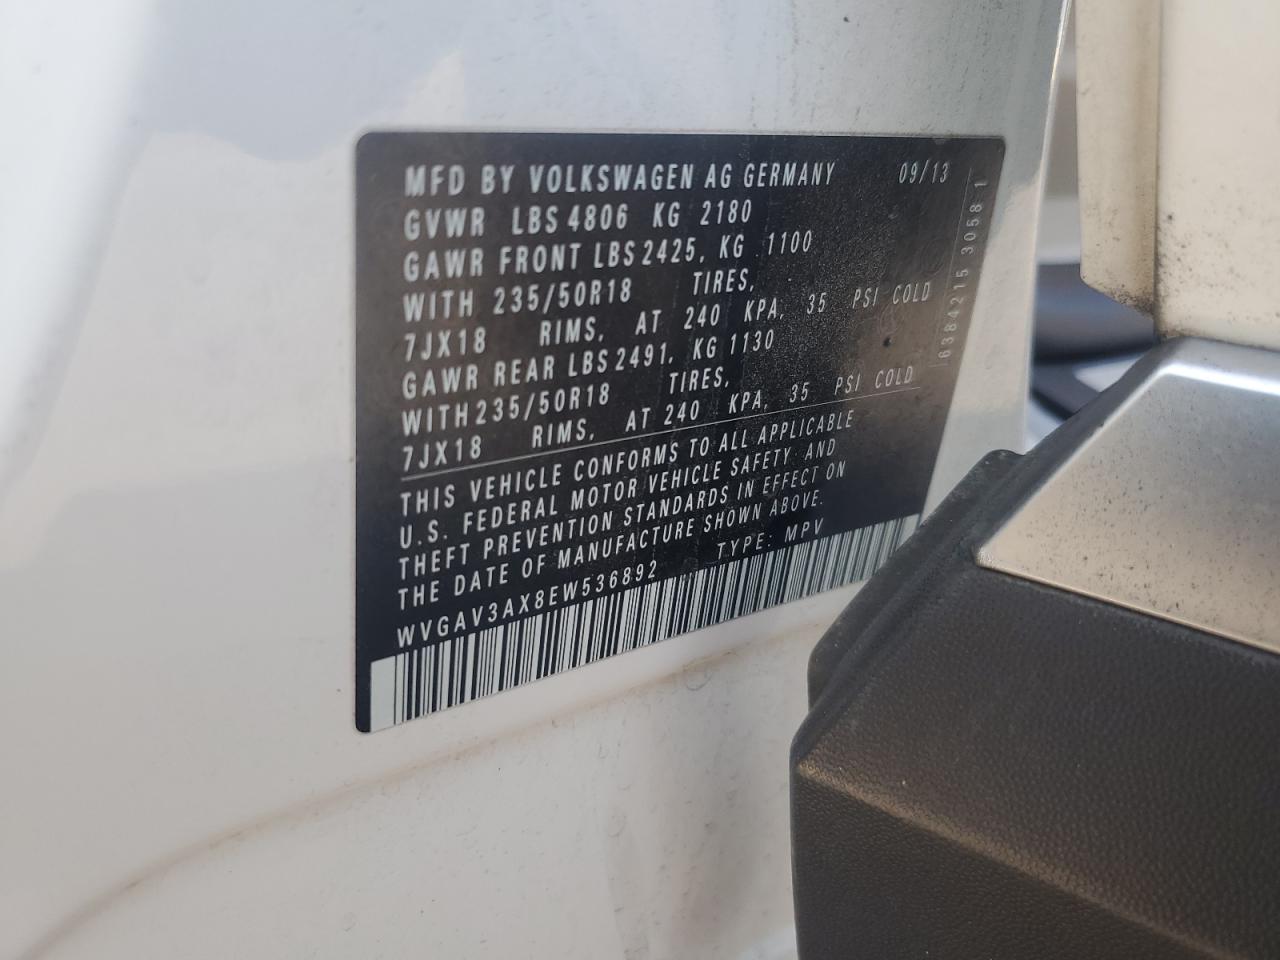 MFD BY VOLKSWAGEN AG GERMANY 09/13
GVWR LBS 4806 KG 2180
GAWR FRONT LBS 2425, KG 1100
WITH 235/50R18 TIRES,
7JX18 RIMS, AT 240 KPA, 35 PSI COLD
GAWR REAR LBS 2491, KG 1130
WITH 235/50R18 TIRES,
7JX18 RIMS, AT 240 KPA, 35 PSI COLD
THIS VEHICLE CONFORMS TO ALL APPLICABLE
U.S. FEDERAL MOTOR VEHICLE SAFETY AND
THEFT PREVENTION STANDARDS IN EFFECT ON
THE DATE OF MANUFACTURE SHOWN ABOVE.
WVGAV3AX8EW536892 TYPE: MPV
6384215 30581